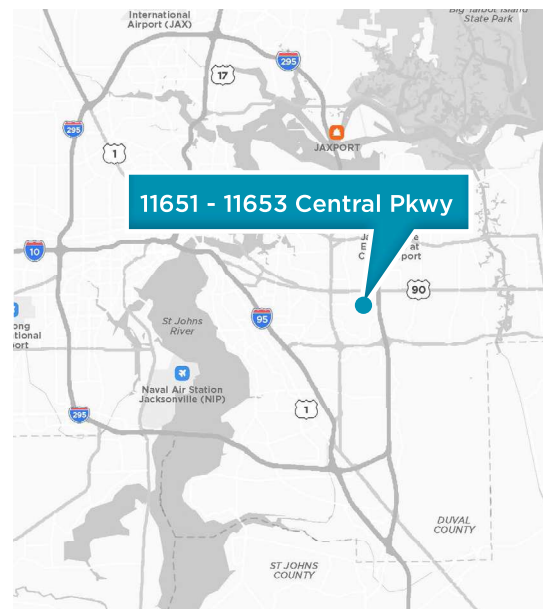 Big Talbot Island
State Park
International
Airport (JAX)
295
17
295
JAXPORT
1
11651 - 11653 Central Pkwy
10
90
95
St Johns
River
Naval Air Station
Jacksonville (NIP)
1
295
DUVAL
COUNTY
ST JOHNS
COUNTY